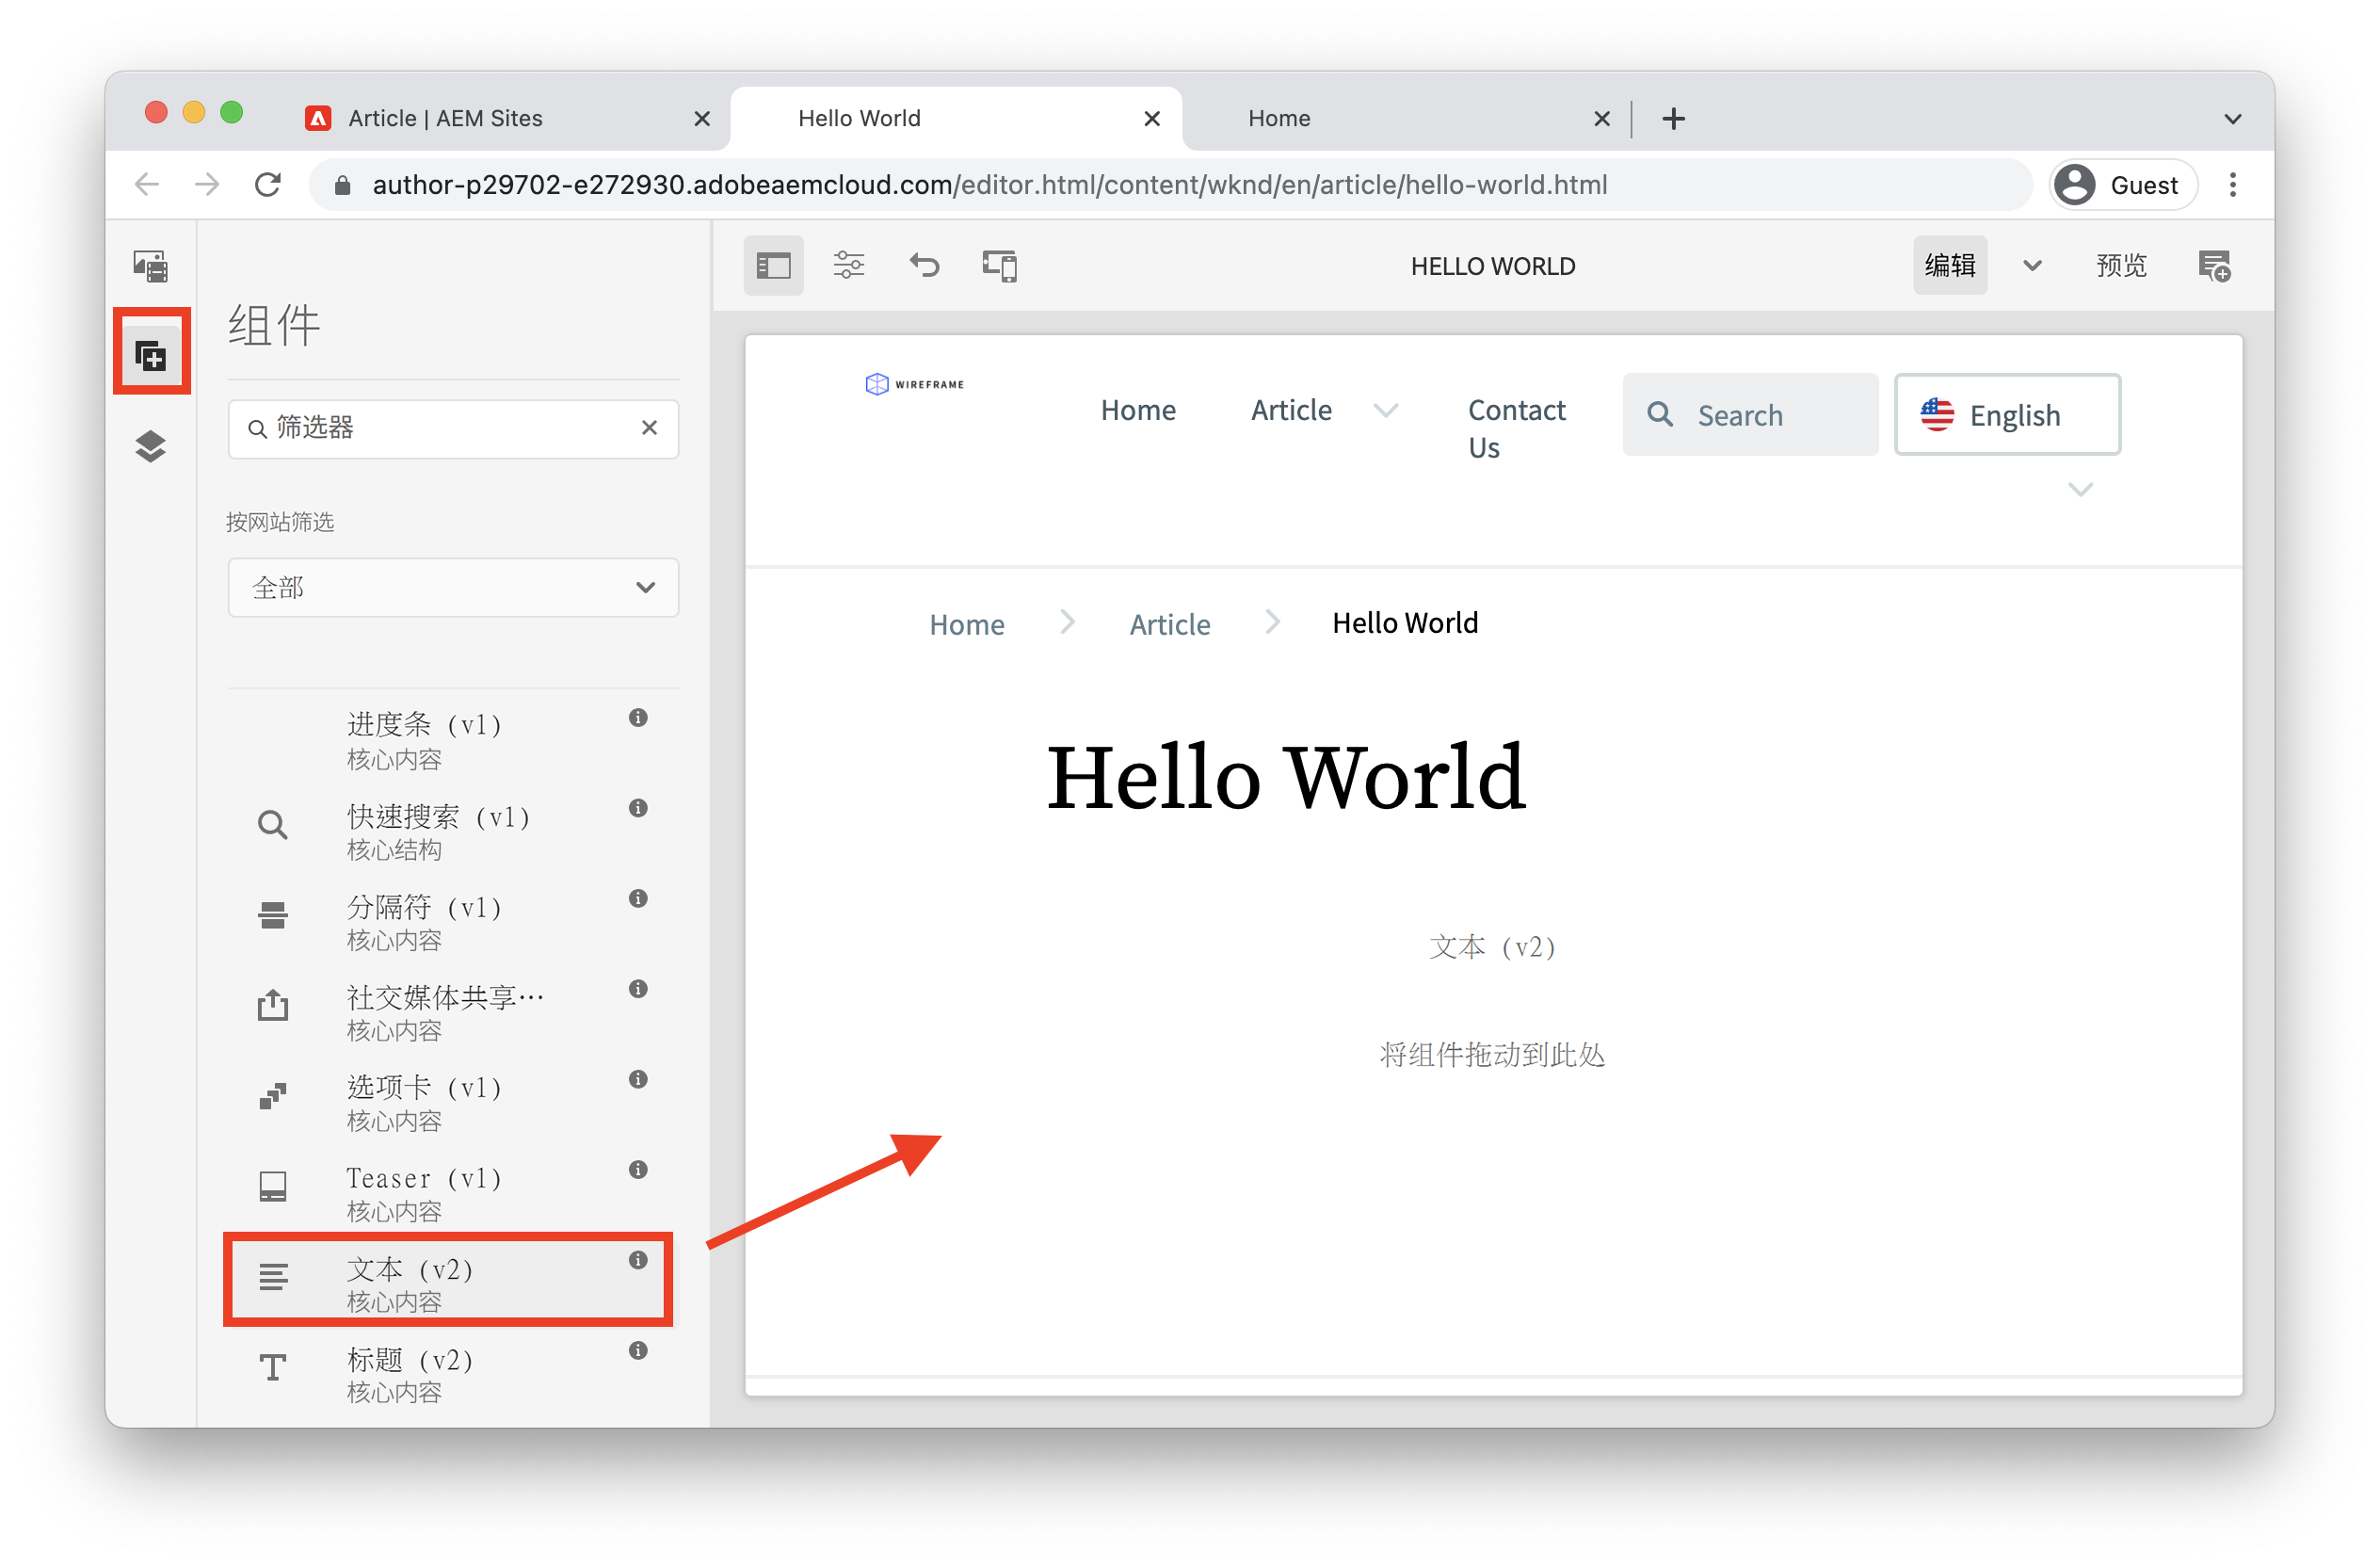 Article | AEM Sites
Hello World
Home
author-p29702-e272930.adobeaemcloud.com/editor.html/content/wknd/en/article/hello-world.html
Guest
HELLO WORLD
编辑
预览
组件
筛选器
按网站筛选
全部
进度条 (v1)
核心内容
快速搜索 (v1)
核心结构
分隔符 (v1)
核心内容
社交媒体共享…
核心内容
选项卡 (v1)
核心内容
Teaser (v1)
核心内容
文本 (v2)
核心内容
标题 (v2)
核心内容
WIREFRAME
Home
Article
Contact
Us
Search
English
Home
Article
Hello World
Hello World
文本 (v2)
将组件拖动到此处